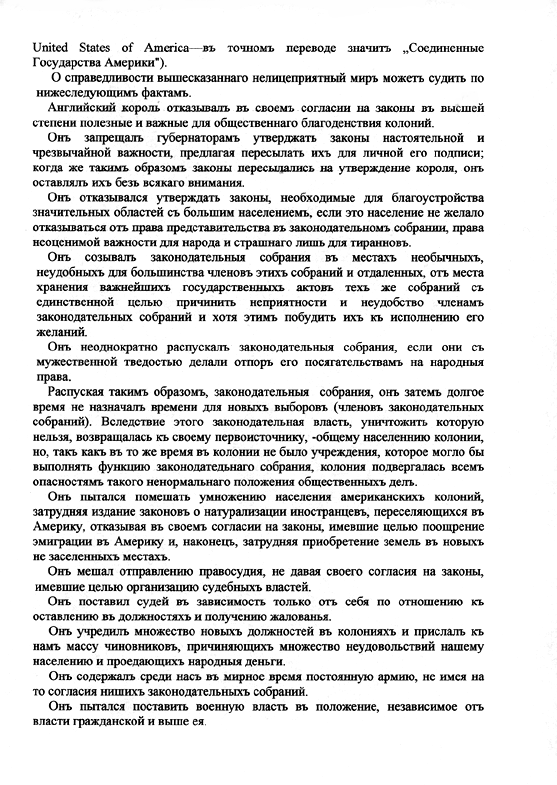 United States of America—въ точномъ переводе значитъ „Соединенные
Государства Америки").
О справедливости вышесказаннаго нелицеприятный миръ можетъ судить по
нижеследующимъ фактамъ.
Английский король отказывалъ въ своемъ согласии на законы въ высшей
степени полезные и важные для общественнаго благоденствия колоний.
Онъ запрещалъ губернаторамъ утверждать законы настоятельной и
чрезвычайной важности, предлагая пересылать ихъ для личной его подписи;
когда же такимъ образомъ законы пересылались на утверждение короля, онъ
оставлялъ ихъ безъ всякаго внимания.
Онъ отказывался утверждать законы, необходимые для благоустройства
значительныхъ областей съ большимъ населениемъ, если это население не желало
отказываться отъ права представительства въ законодательномъ собрании, права
неоценимой важности для народа и страшнаго лишь для тиранновъ.
Онъ созывалъ законодательныя собрания въ местахъ необычныхъ,
неудобныхъ для большинства членовъ этихъ собраний и отдаленныхъ, отъ места
хранения важнейшихъ государственныхъ актовъ техъ же собраний съ
единственной целью причинить неприятности и неудобство членамъ
законодательныхъ собраний и хотя этимъ побудить ихъ къ исполнению его
желаний.
Онъ неоднократно распускалъ законодательныя собрания, если они съ
мужественной тведостью делали отпоръ его посягательствамъ на народныя
права.
Распуская такимъ образомъ, законодательныя собрания, онъ затемъ долгое
время не назначалъ времени для новыхъ выборовъ (членовъ законодательныхъ
собраний). Вследствие этого законодательная власть, уничтожить которую
нельзя, возвращалась къ своему первоисточнику, -общему населеннию колонии,
но, такъ какъ въ то же время въ колонии не было учреждения, которое могло бы
выполнять функцию законодательнаго собрания, колония подвергалась всемъ
опасностямъ такого ненормальнаго положения общественныхъ делъ.
Онъ пытался помешать умножению населения американскихъ колоний,
затрудняя издание законовъ о натурализации иностранцевъ, переселяющихся въ
Америку, отказывая въ своемъ согласии на законы, имевшие целью поощрение
эмиграции въ Америку и, наконецъ, затрудняя приобретение земель въ новыхъ
не заселенныхъ местахъ.
Онъ мешал отправлению правосудия, не давая своего согласия на законы,
имевшие целью организацию судебныхъ властей.
Онъ поставил судей въ зависимость только отъ себя по отношению къ
оставлению въ должностяхъ и получению жалованья.
Онъ учредилъ множество новыхъ должностей въ колонияхъ и прислалъ къ
намъ массу чиновниковъ, причиняющихъ множество неудовольствий нашему
населению и проедающихъ народныя деньги.
Онъ содержалъ среди насъ въ мирное время постоянную армию, не имея на
то согласия нишихъ законодательныхъ собраний.
Онъ пытался поставить военную власть въ положение, независимое отъ
власти гражданской и выше ея.